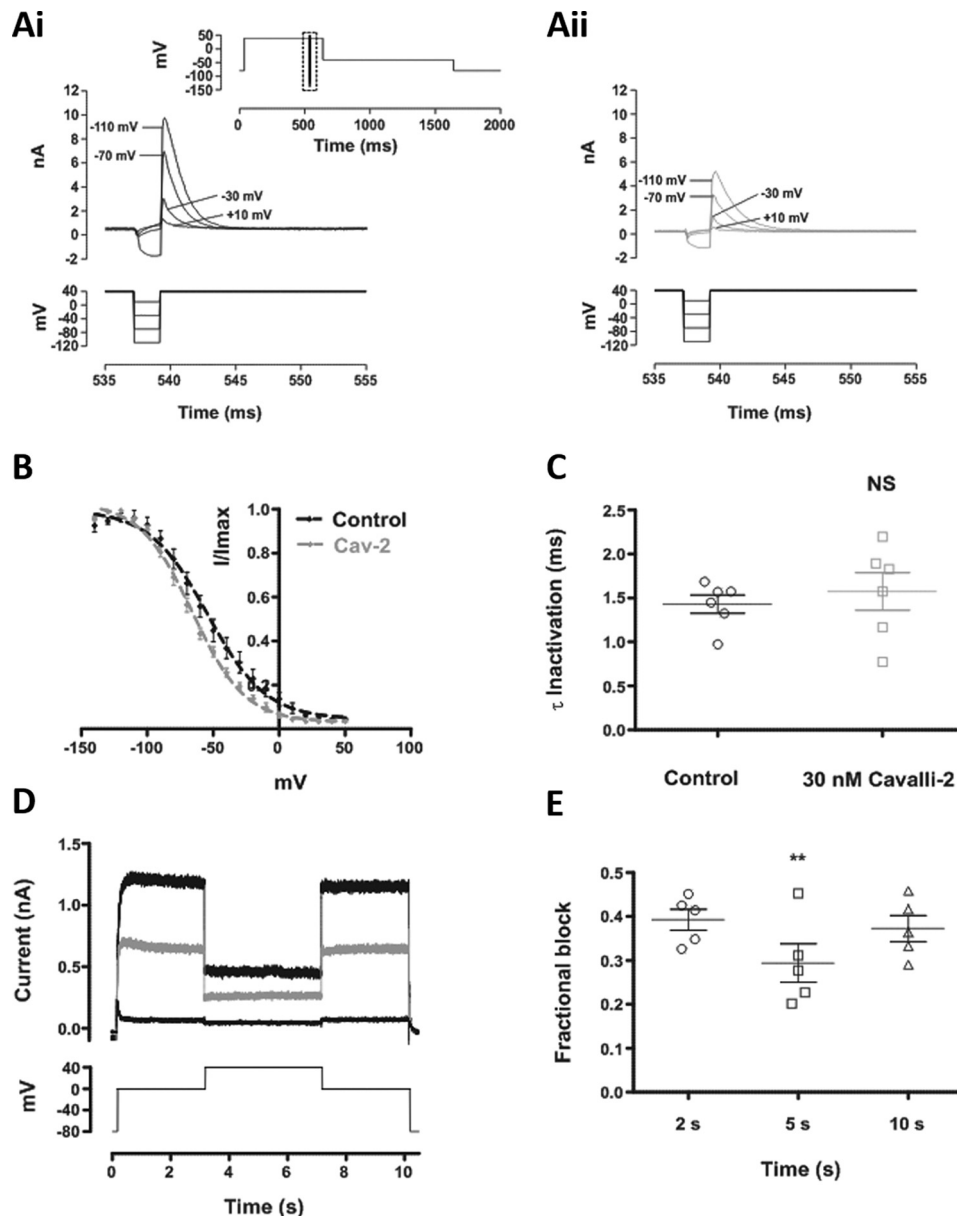 Ai
mV
50
0
-50
-100
-150
0
500
1000
1500
2000
Time (ms)
nA
12
10
8
6
4
2
0
-2
-110 mV
-70 mV
-30 mV
+10 mV
mV
40
0
-40
-80
-120
535
540
545
550
555
Time (ms)
Aii
nA
12
10
8
6
4
2
0
-2
-110 mV
-70 mV
-30 mV
+10 mV
mV
40
0
-40
-80
-120
535
540
545
550
555
Time (ms)
B
I/Imax
1.0
0.8
0.6
0.4
0.2
Control
Cav-2
-150
-100
-50
0
50
100
mV
C
NS
τ Inactivation (ms)
2.5
2.0
1.5
1.0
0.5
0.0
Control
30 nM Cavalli-2
D
Current (nA)
1.5
1.0
0.5
0.0
mV
40
0
-40
-80
0
2
4
6
8
10
Time (s)
E
**
Fractional block
0.5
0.4
0.3
0.2
0.1
0.0
2 s
5 s
10 s
Time (s)